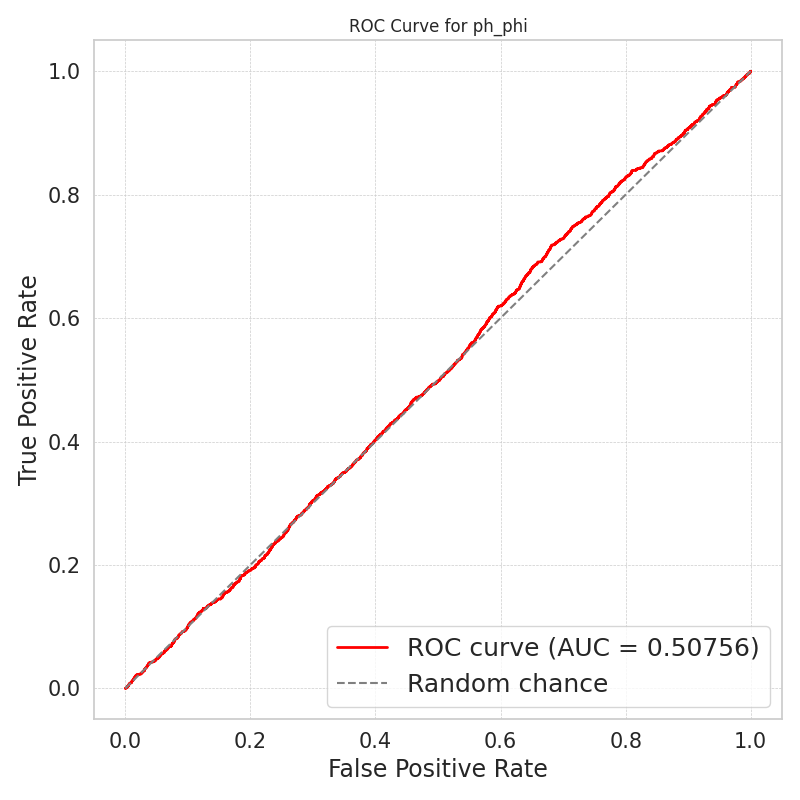 ROC Curve for ph_phi
True Positive Rate
1.0
0.8
0.6
0.4
0.2
0.0
ROC curve (AUC = 0.50756)
Random chance
0.0 0.2 0.4 0.6 0.8 1.0
False Positive Rate